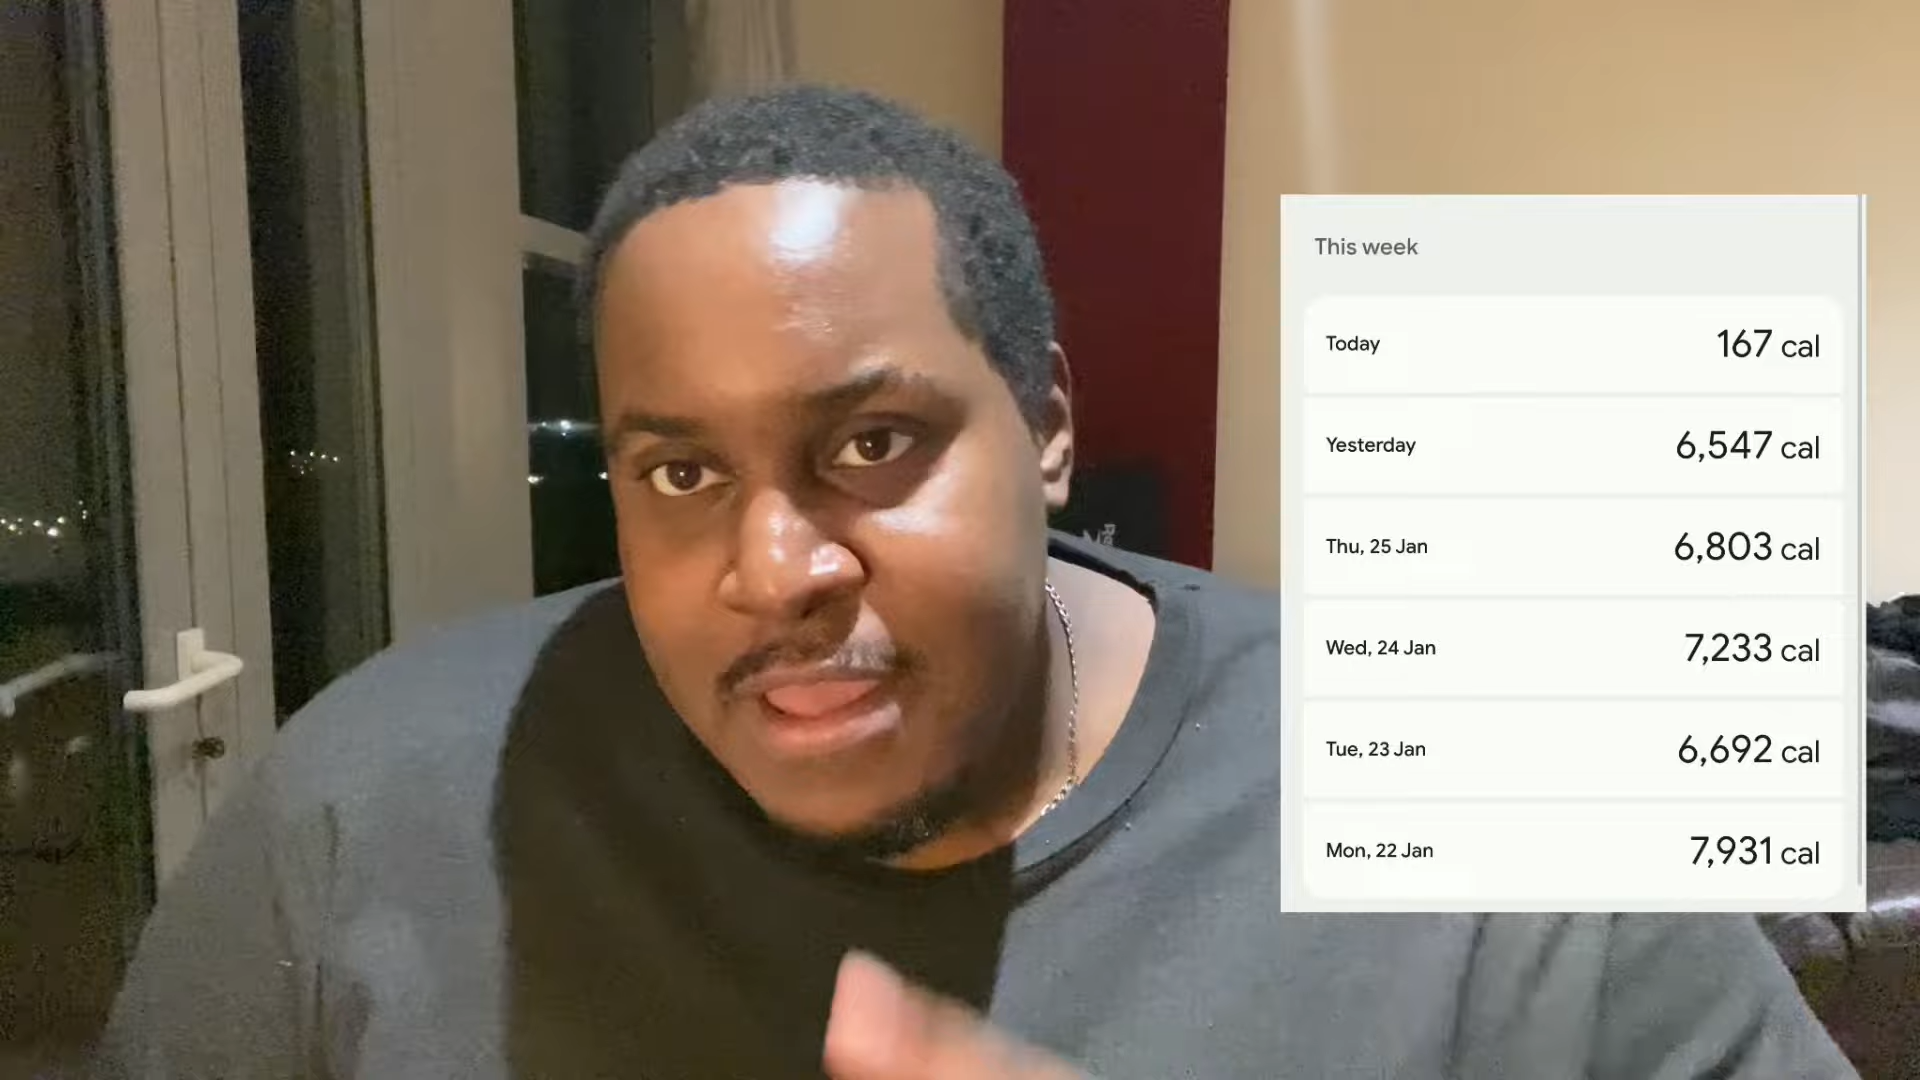 This week
Today 167 cal
Yesterday 6,547 cal
Thu, 25 Jan 6,803 cal
Wed, 24 Jan 7,233 cal
Tue, 23 Jan 6,692 cal
Mon, 22 Jan 7,931 cal